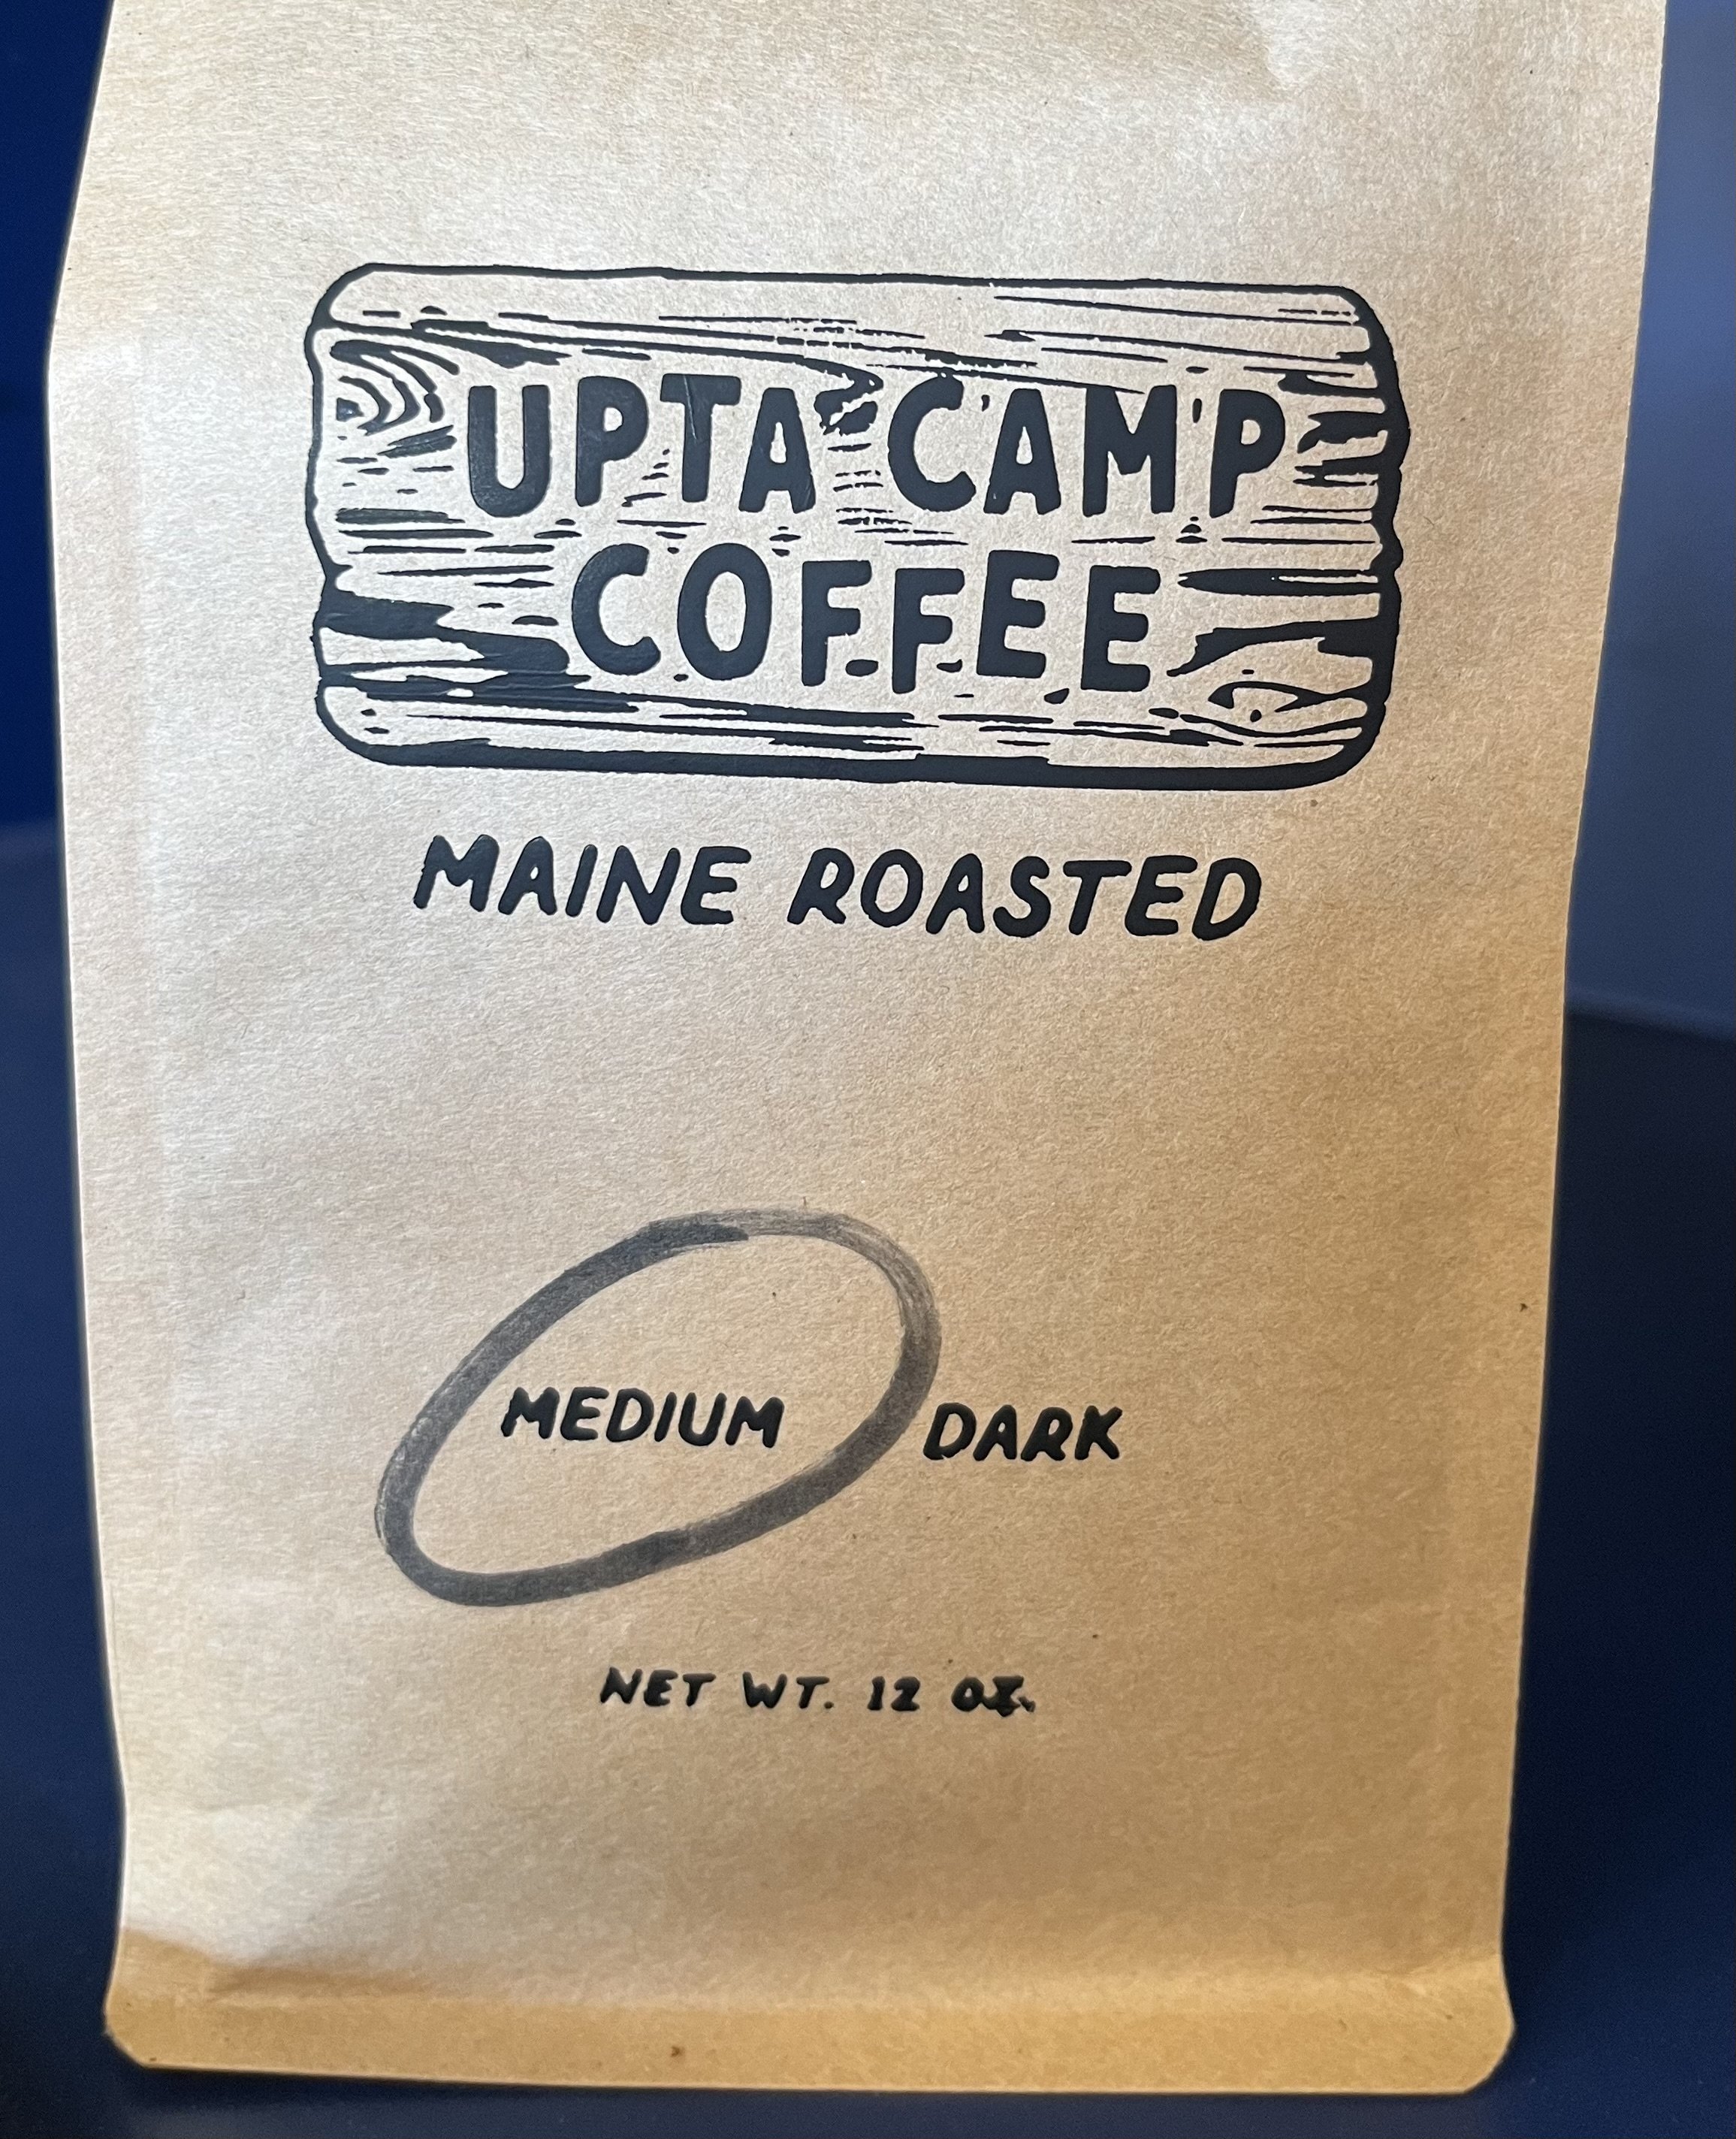 UPTA CAMP
COFFEE
MAINE ROASTED
MEDIUM DARK
NET WT. 12 OZ.